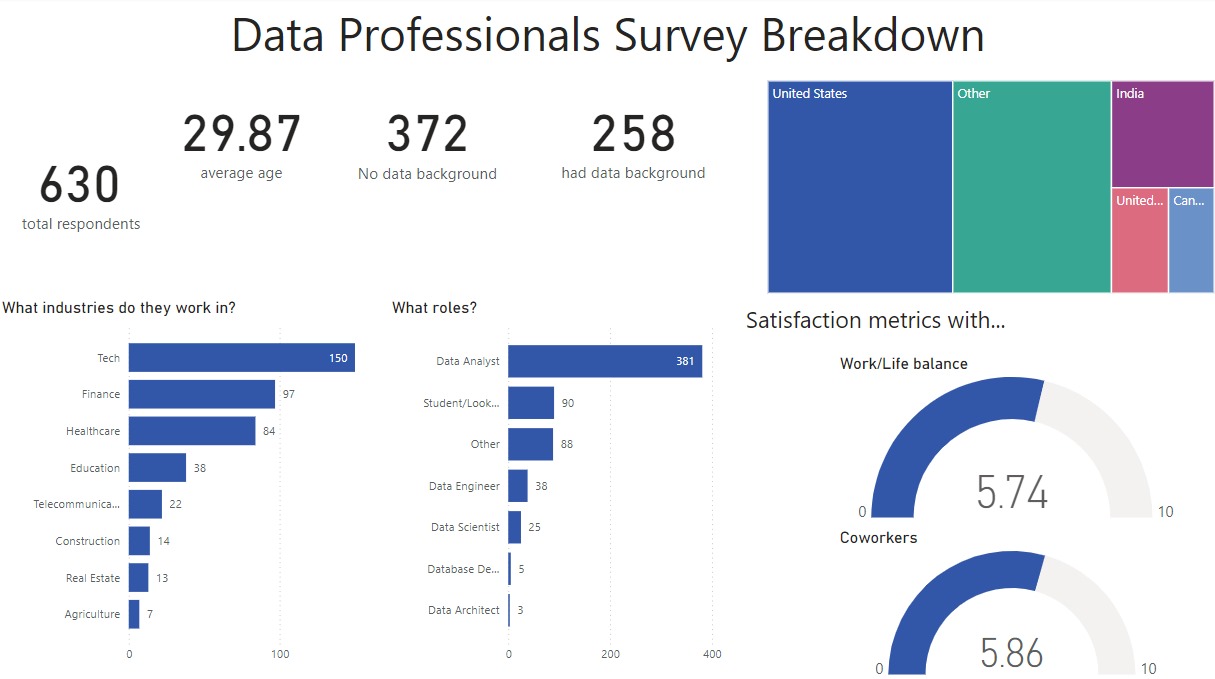 Data Professionals Survey Breakdown
630
total respondents
29.87
average age
372
No data background
258
had data background
United States
Other
India
United...
Can...
What industries do they work in?
Tech
150
Finance
97
Healthcare
84
Education
38
Telecommunica...
22
Construction
14
Real Estate
13
Agriculture
7
0
100
What roles?
Data Analyst
381
Student/Look...
90
Other
88
Data Engineer
38
Data Scientist
25
Database De...
5
Data Architect
3
0
200
400
Satisfaction metrics with...
Work/Life balance
5.74
0
10
Coworkers
5.86
0
10